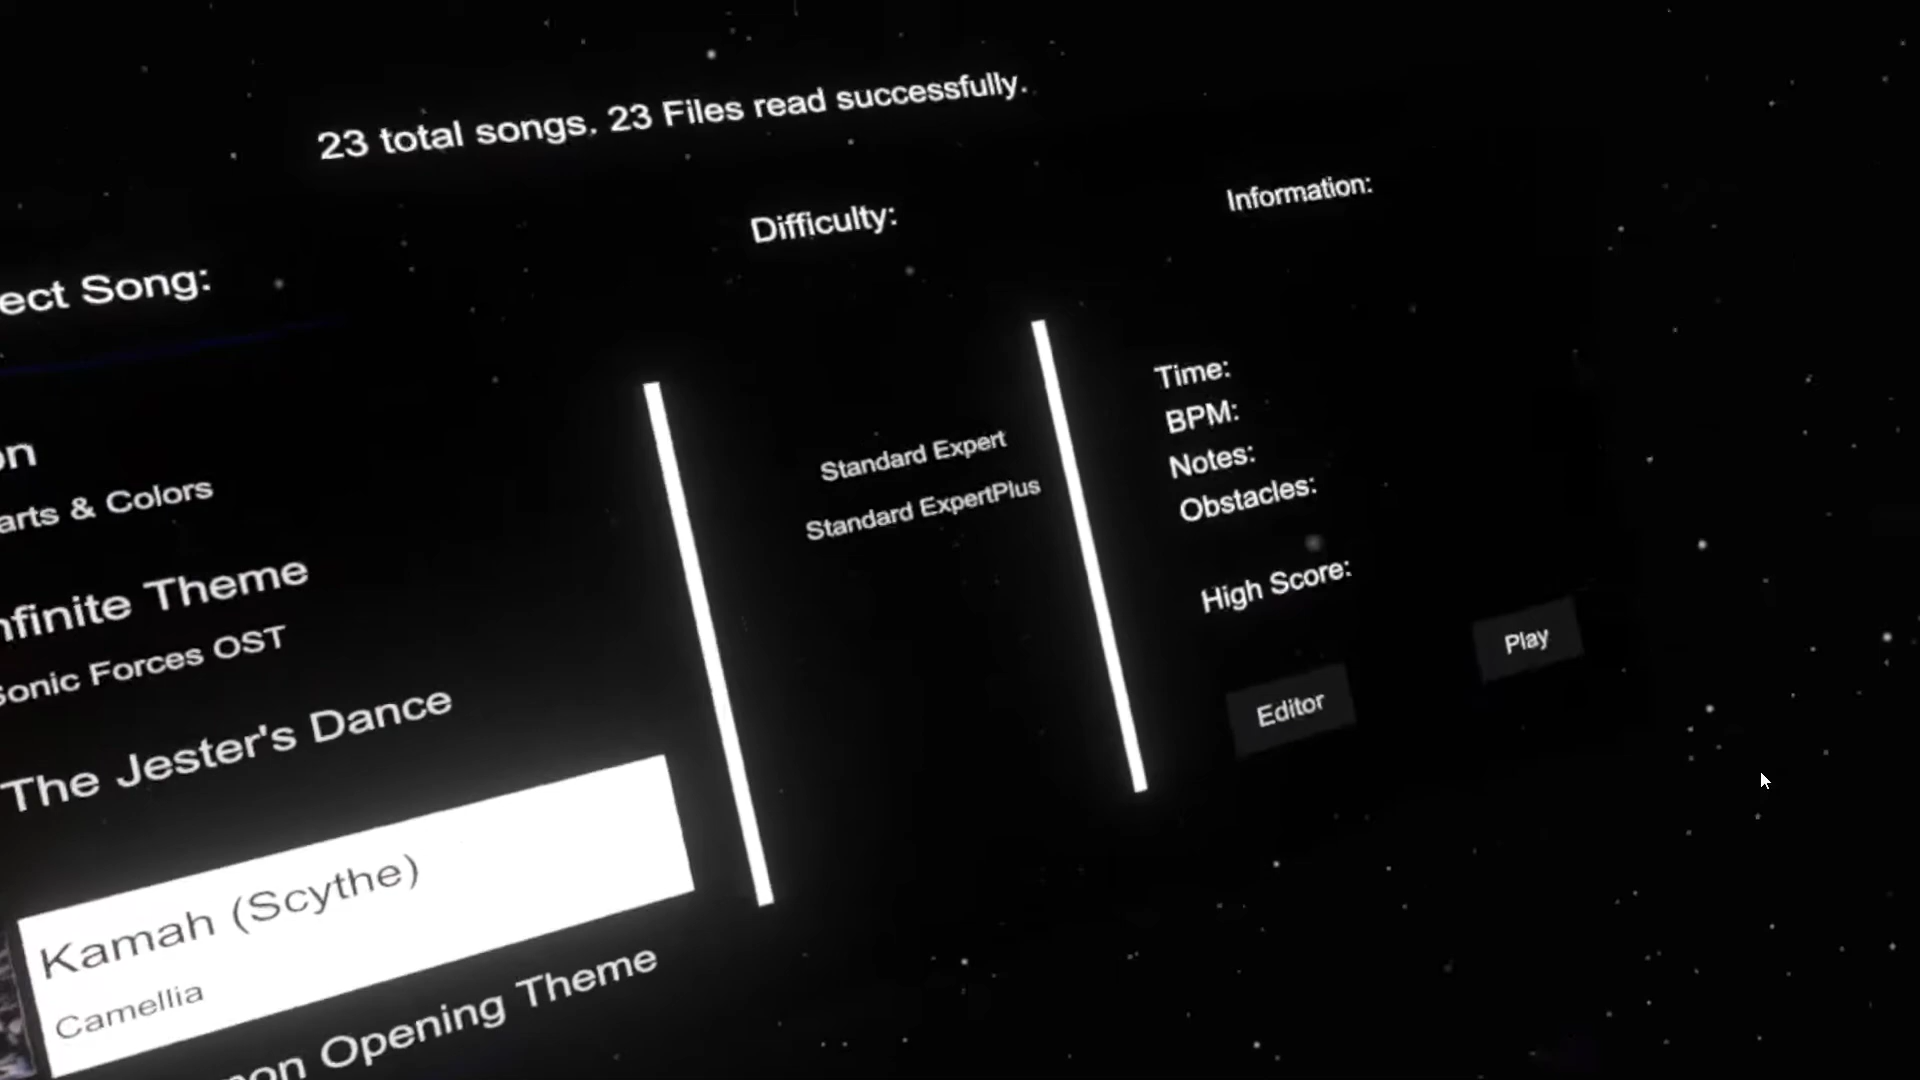 23 total songs. 23 Files read successfully.
ect Song:
on
arts & Colors
nfinite Theme
Sonic Forces OST
The Jester's Dance
Kamah (Scythe)
Camellia
mon Opening Theme
Difficulty:
Standard Expert
Standard ExpertPlus
Information:
Time:
BPM:
Notes:
Obstacles:
High Score:
Editor
Play